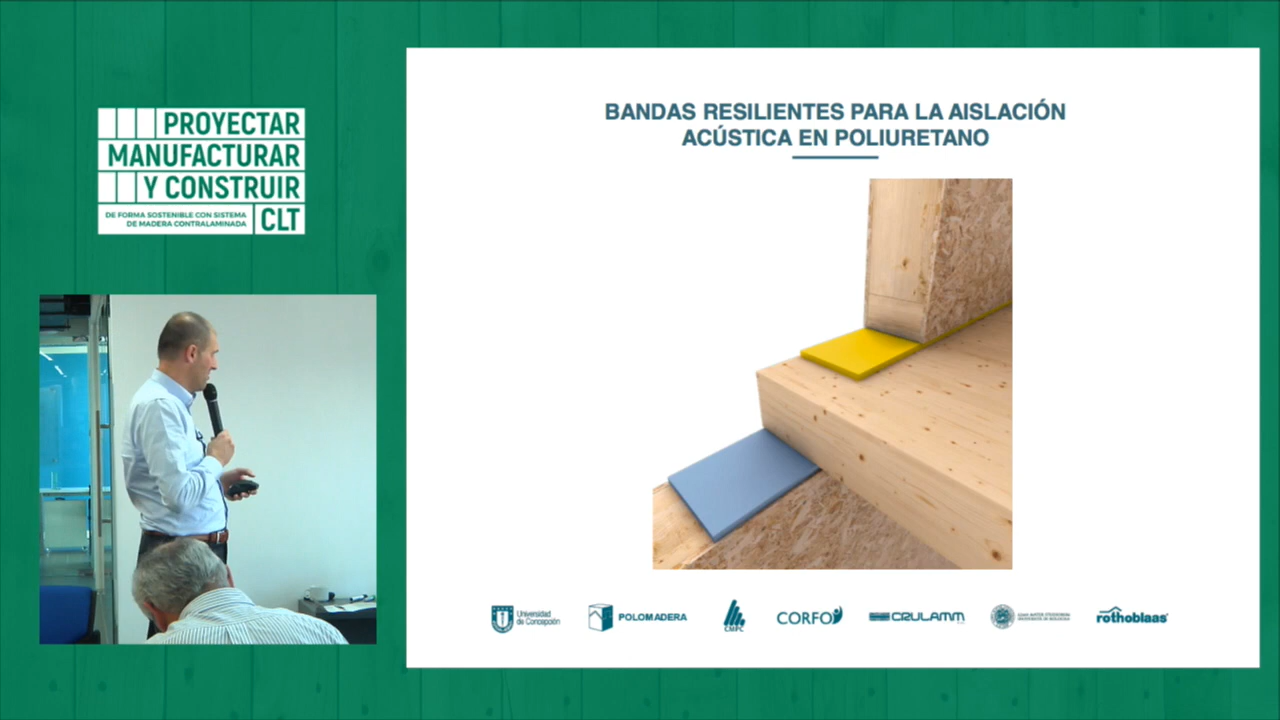 PROYECTAR
MANUFACTURAR
Y CONSTRUIR
DE FORMA SOSTENIBLE CON SISTEMA
DE MADERA CONTRALAMINADA
CLT
BANDAS RESILIENTES PARA LA AISLACIÓN
ACÚSTICA EN POLIURETANO
Universidad
de Concepción
POLOMADERA
CMPC
CORFO
CRULAMM
rothoblaas